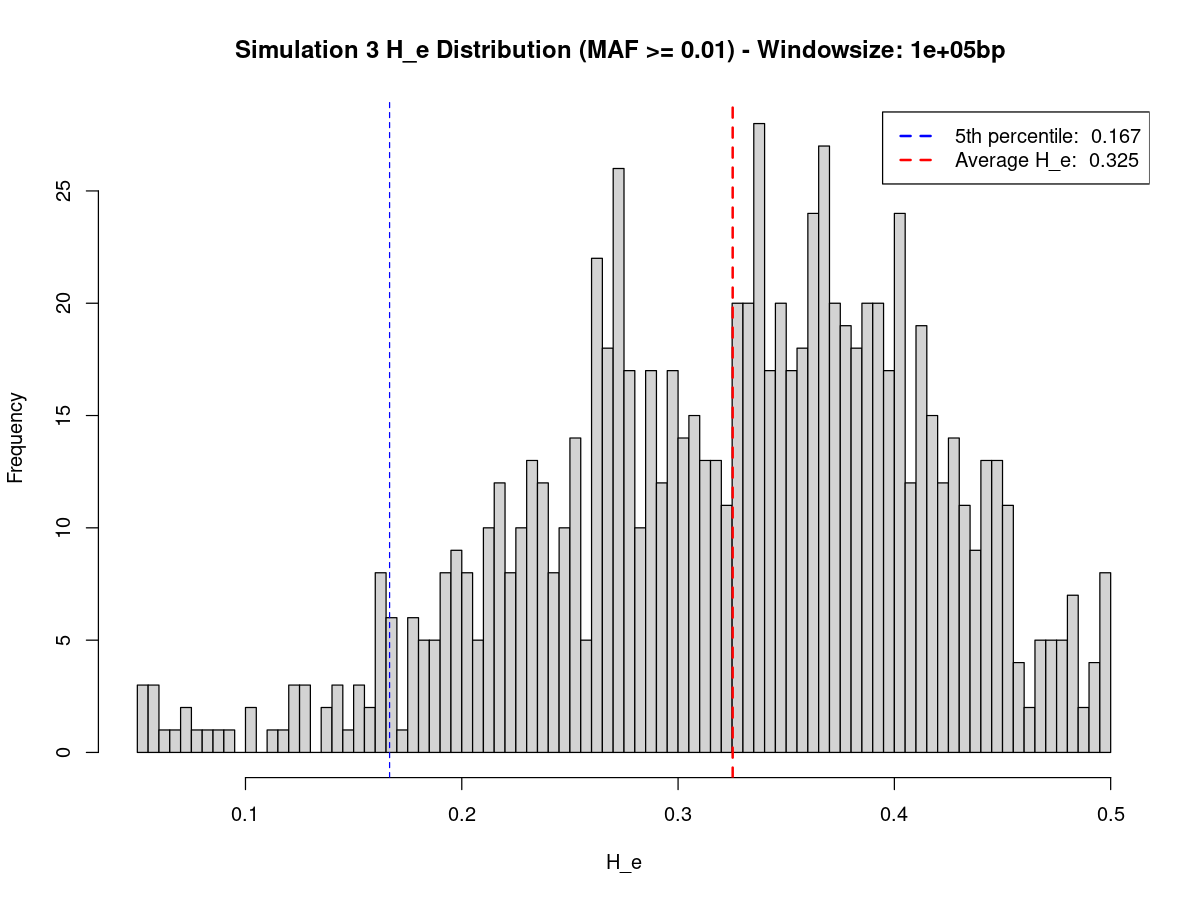 Simulation 3 H_e Distribution (MAF >= 0.01) - Windowsize: 1e+05bp
5th percentile:  0.167
Average H_e:  0.325
Frequency
25
20
15
10
5
0
0.1 0.2 0.3 0.4 0.5
H_e